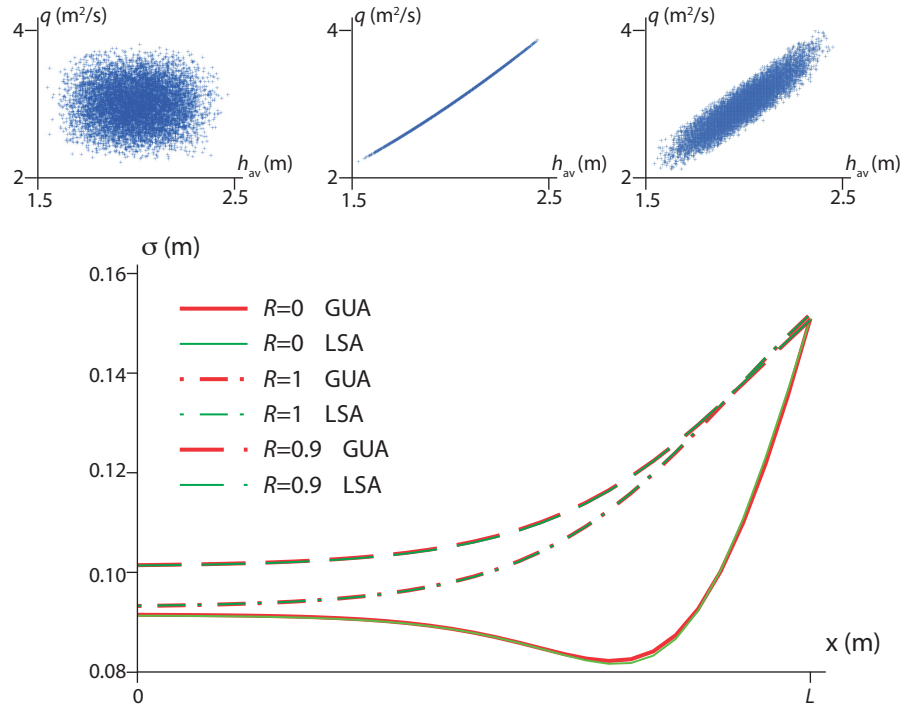 q (m²/s)
4
2
1.5
2.5
h_av (m)
q (m²/s)
4
2
1.5
2.5
h_av (m)
q (m²/s)
4
2
1.5
2.5
h_av (m)
σ (m)
0.16
0.14
0.12
0.10
0.08
R=0 GUA
R=0 LSA
R=1 GUA
R=1 LSA
R=0.9 GUA
R=0.9 LSA
x (m)
0
L